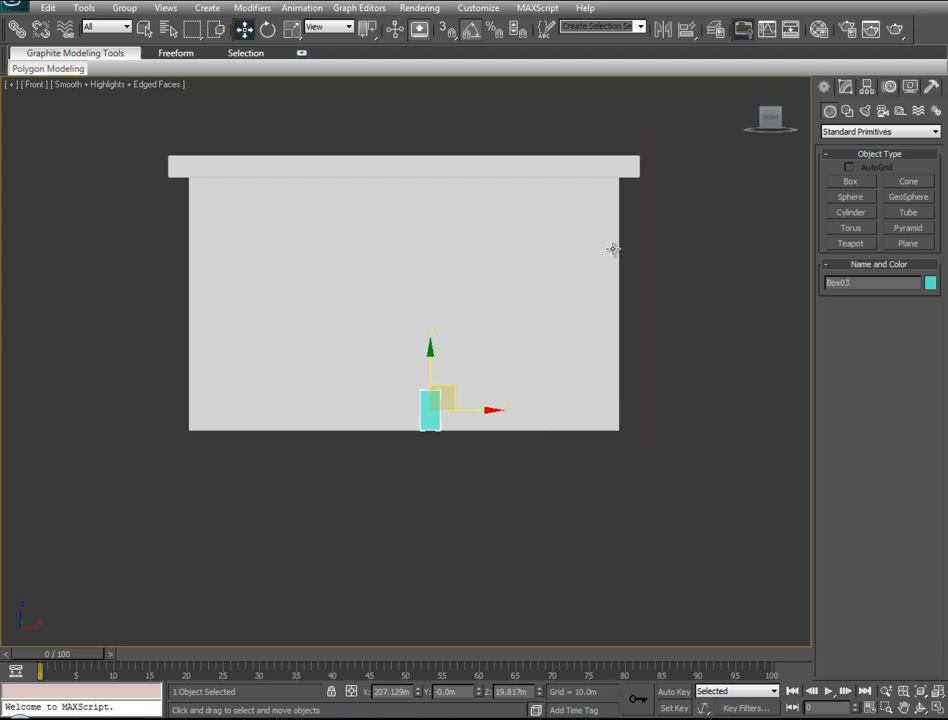 Edit Tools Group Views Create Modifiers Animation Graph Editors Rendering Customize MAXScript Help
All View Create Selection Se
Graphite Modeling Tools Freeform Selection
Polygon Modeling
[ + ] [ Front ] [ Smooth + Highlights + Edged Faces ]
FRONT
Standard Primitives
- Object Type
AutoGrid
Box Cone
Sphere GeoSphere
Cylinder Tube
Torus Pyramid
Teapot Plane
- Name and Color
Box03
< 0 / 100 >
0 5 10 15 20 25 30 35 40 45 50 55 60 65 70 75 80 85 90 95 100
1 Object Selected X: 207.129m Y: -0.0m Z: 19.817m Grid = 10.0m Auto Key Selected
Welcome to MAXScript. Click and drag to select and move objects Add Time Tag Set Key Key Filters... 0